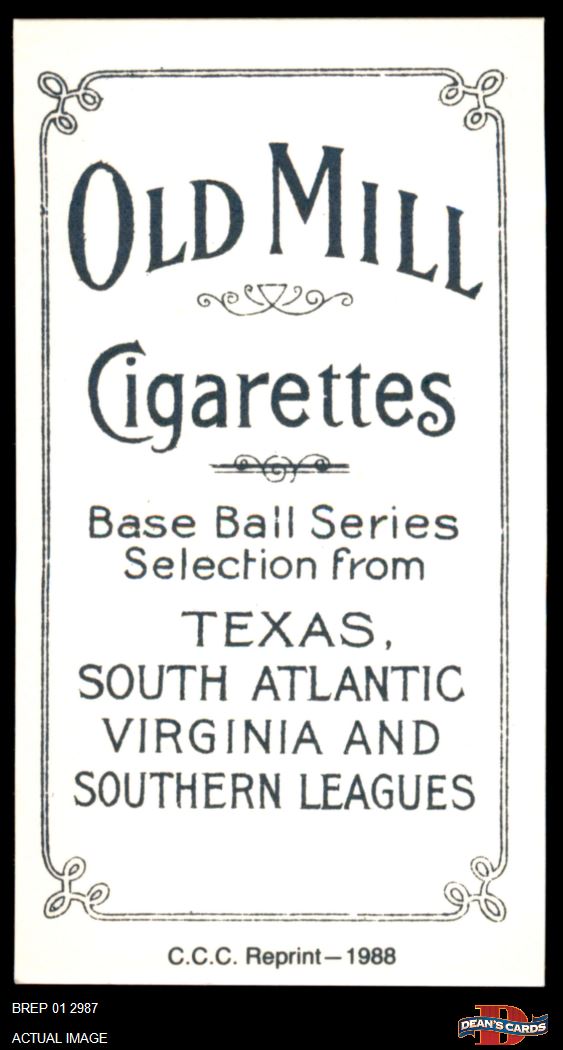 OLD MILL
Cigarettes
Base Ball Series
Selection from
TEXAS,
SOUTH ATLANTIC
VIRGINIA AND
SOUTHERN LEAGUES
C.C.C. Reprint—1988
BREP 01 2987
ACTUAL IMAGE
D
DEAN'S CARDS